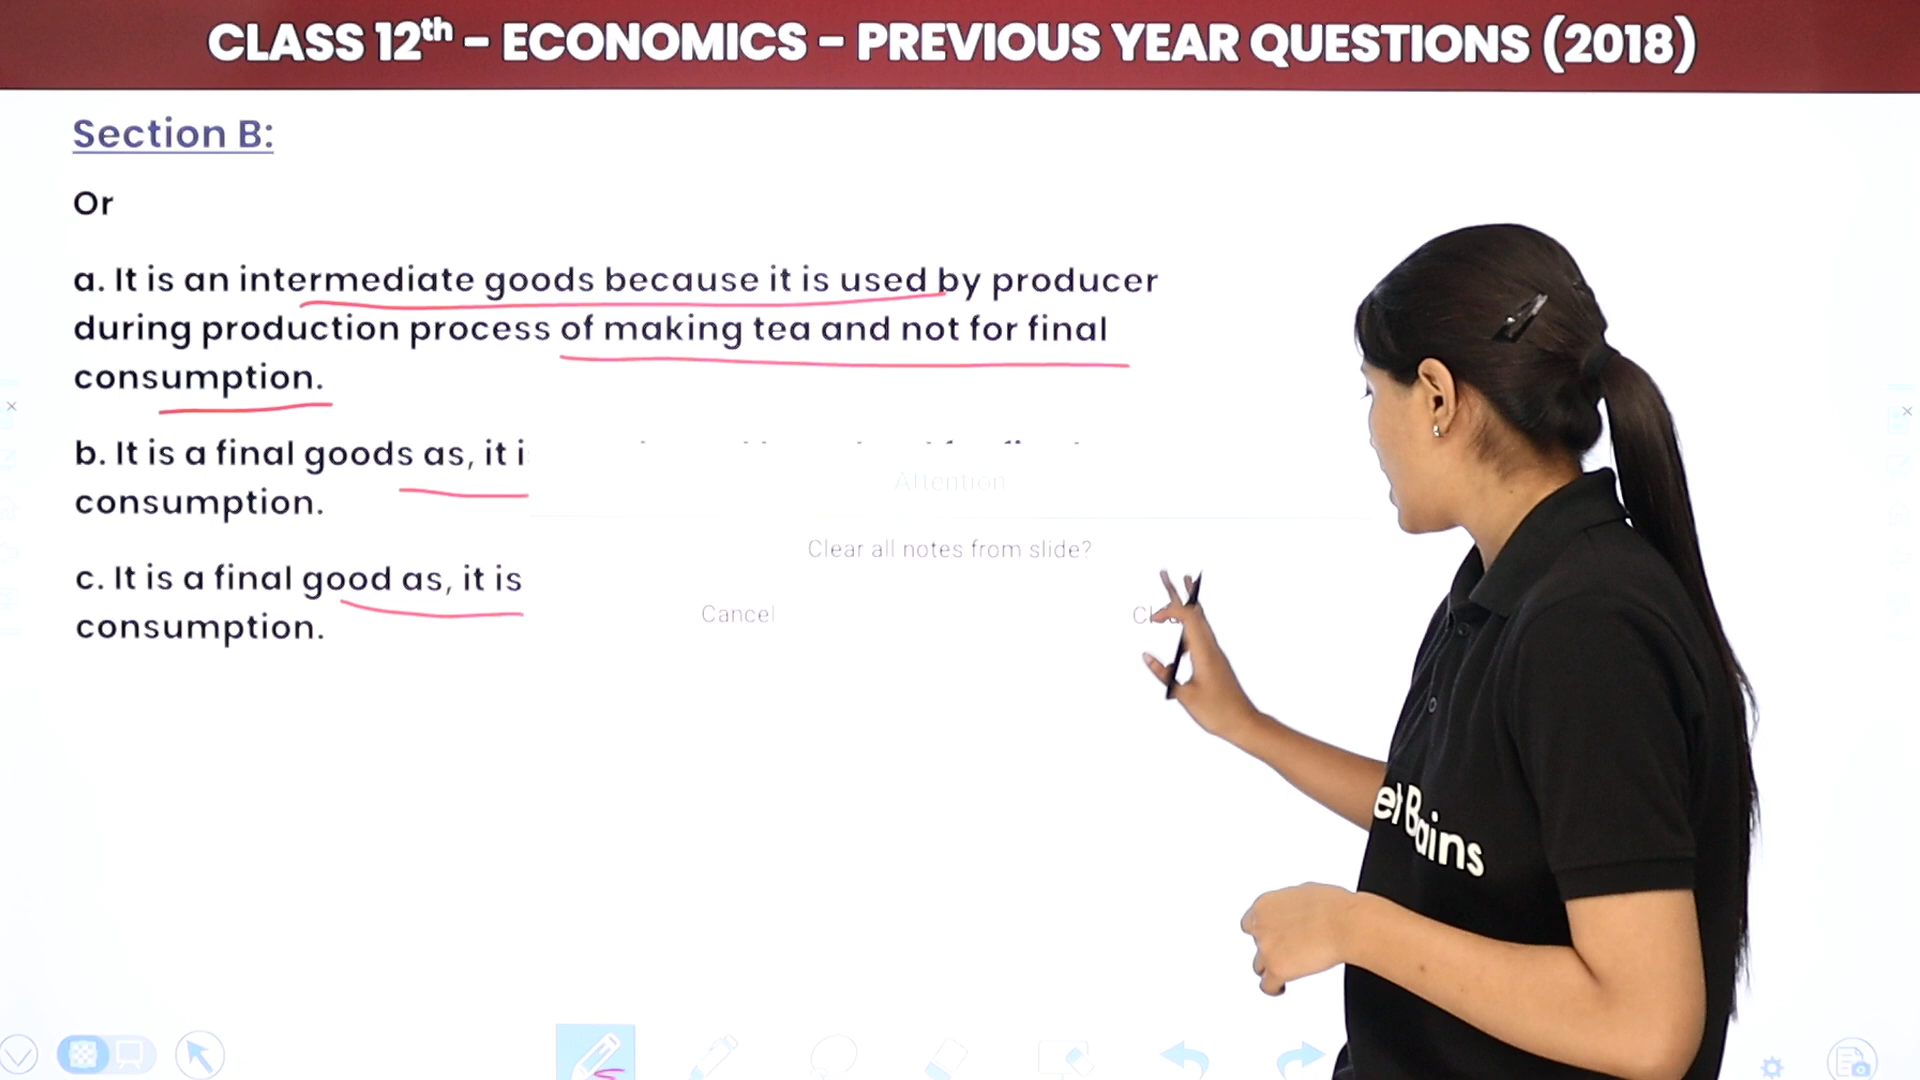 CLASS 12th - ECONOMICS - PREVIOUS YEAR QUESTIONS (2018)
Section B:
Or
a. It is an intermediate goods because it is used by producer
during production process of making tea and not for final
consumption.
b. It is a final goods as, it i
Attention
consumption.
Clear all notes from slide?
c. It is a final good as, it is
Cancel
consumption.
et Brains